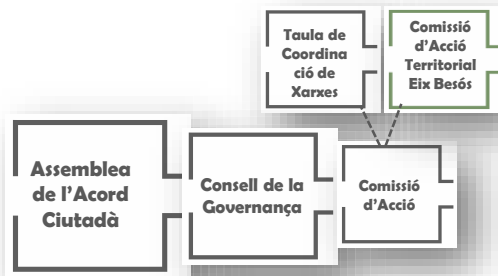 Taula de
Coordina
ció de
Xarxes
Comissió
d'Acció
Territorial
Eix Besós
Assemblea
de l'Acord
Ciutadà
Consell de la
Governança
Comissió
d'Acció